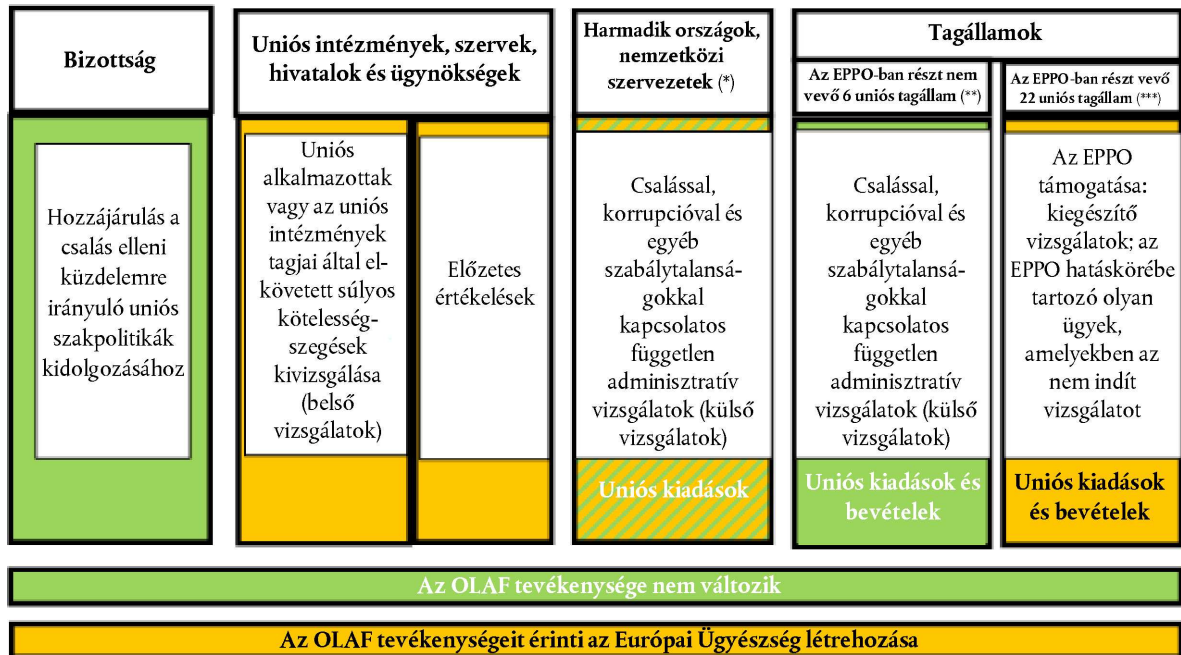 Bizottság
Uniós intézmények, szervek,
hivatalok és ügynökségek
Harmadik országok,
nemzetközi
szervezetek (*)
Tagállamok
Az EPPO-ban részt nem
vevő 6 uniós tagállam (**)
Az EPPO-ban részt vevő
22 uniós tagállam (***)
Hozzájárulás a
csalás elleni
küzdelemre
irányuló uniós
szakpolitikák
kidolgozásához
Uniós
alkalmazottak
vagy az uniós
intézmények
tagjai által el-
követett súlyos
kötelesség-
szegések
kivizsgálása
(belső
vizsgálatok)
Előzetes
értékelések
Csalással,
korrupcióval és
egyéb
szabálytalansá-
gokkal
kapcsolatos
független
adminisztratív
vizsgálatok (külső
vizsgálatok)
Uniós kiadások
Csalással,
korrupcióval és
egyéb
szabálytalansá-
gokkal
kapcsolatos
független
adminisztratív
vizsgálatok (külső
vizsgálatok)
Uniós kiadások és
bevételek
Az EPPO
támogatása:
kiegészítő
vizsgálatok; az
EPPO hatáskörébe
tartozó olyan
ügyek,
amelyekben az
nem indít
vizsgálatot
Uniós kiadások
és bevételek
Az OLAF tevékenysége nem változik
Az OLAF tevékenységeit érinti az Európai Ügyészség létrehozása